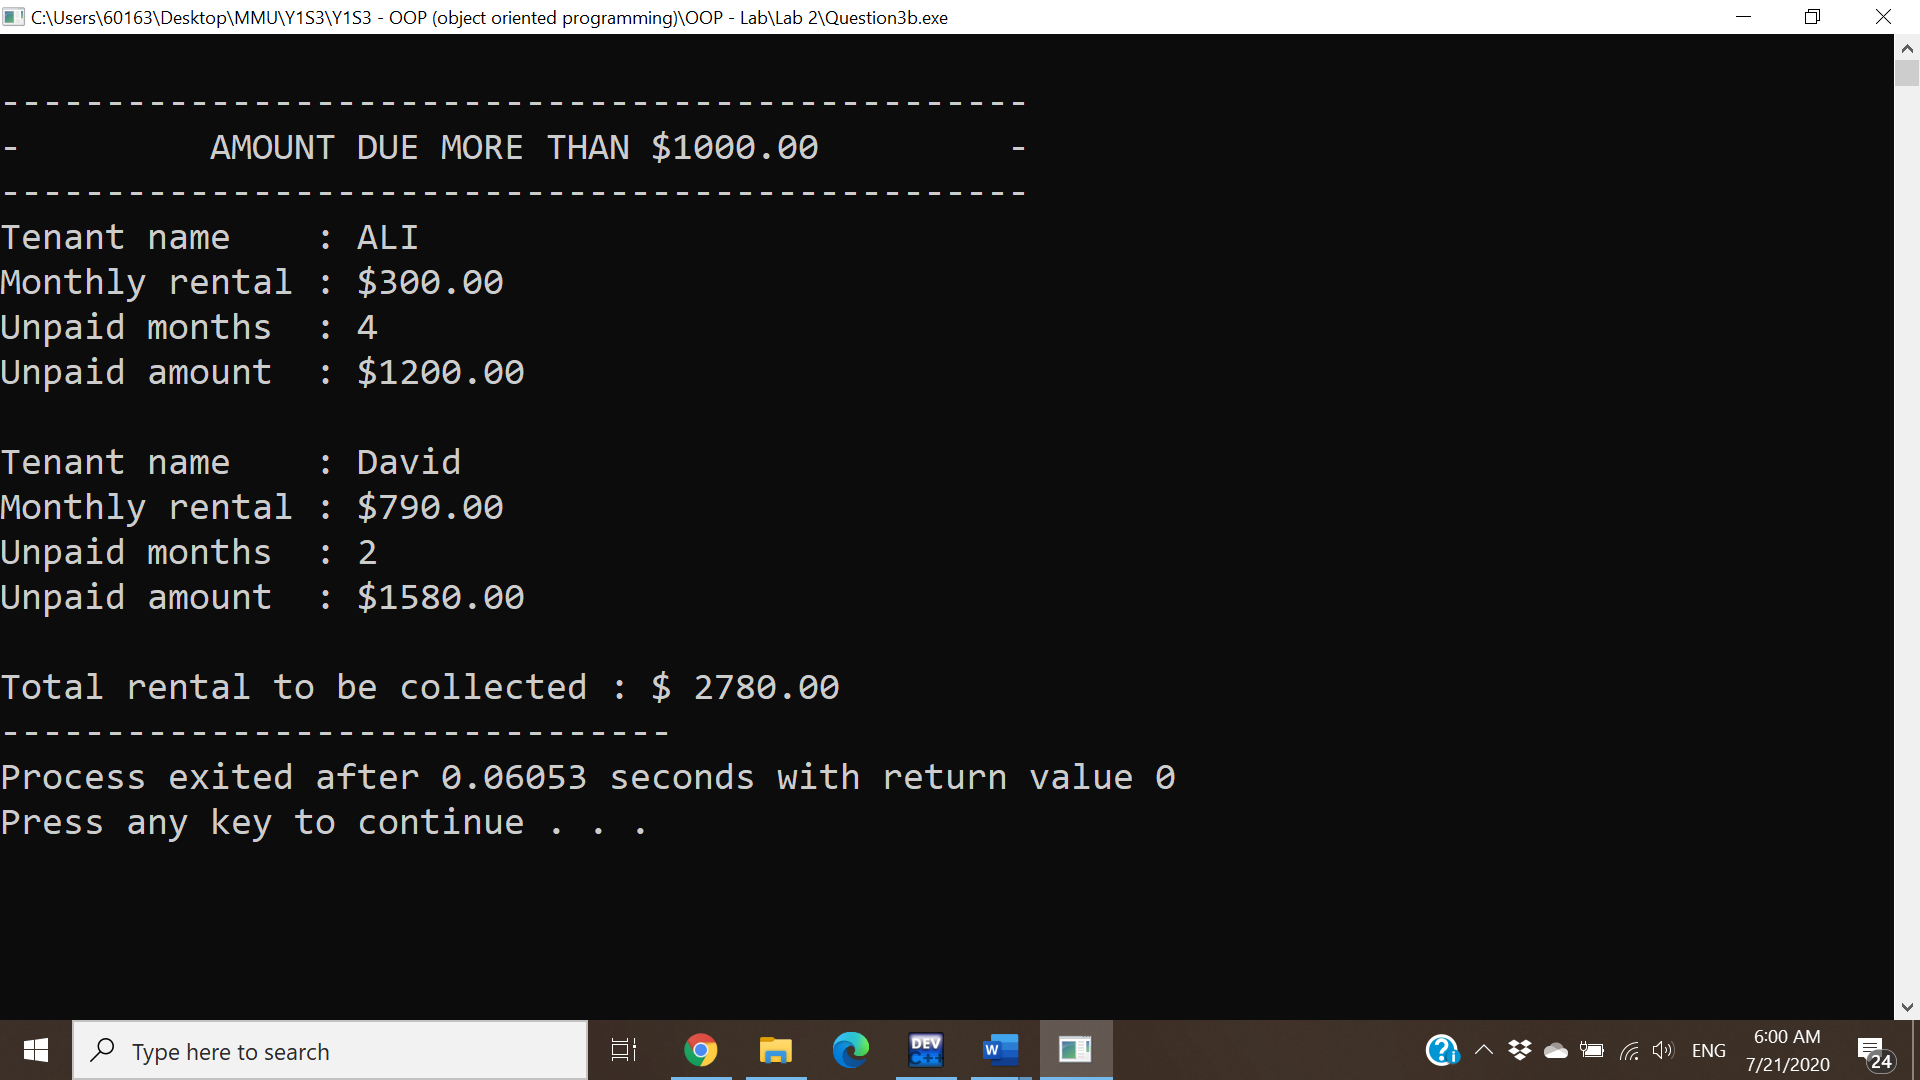 C:\Users\60163\Desktop\MMU\Y1S3\Y1S3 - OOP (object oriented programming)\OOP - Lab\Lab 2\Question3b.exe
-------------------------------------------------
-         AMOUNT DUE MORE THAN $1000.00         -
-------------------------------------------------
Tenant name    : ALI
Monthly rental : $300.00
Unpaid months  : 4
Unpaid amount  : $1200.00
Tenant name    : David
Monthly rental : $790.00
Unpaid months  : 2
Unpaid amount  : $1580.00
Total rental to be collected : $ 2780.00
--------------------------------
Process exited after 0.06053 seconds with return value 0
Press any key to continue . . .
Type here to search
DEV
C++
W
ENG
6:00 AM
7/21/2020
24